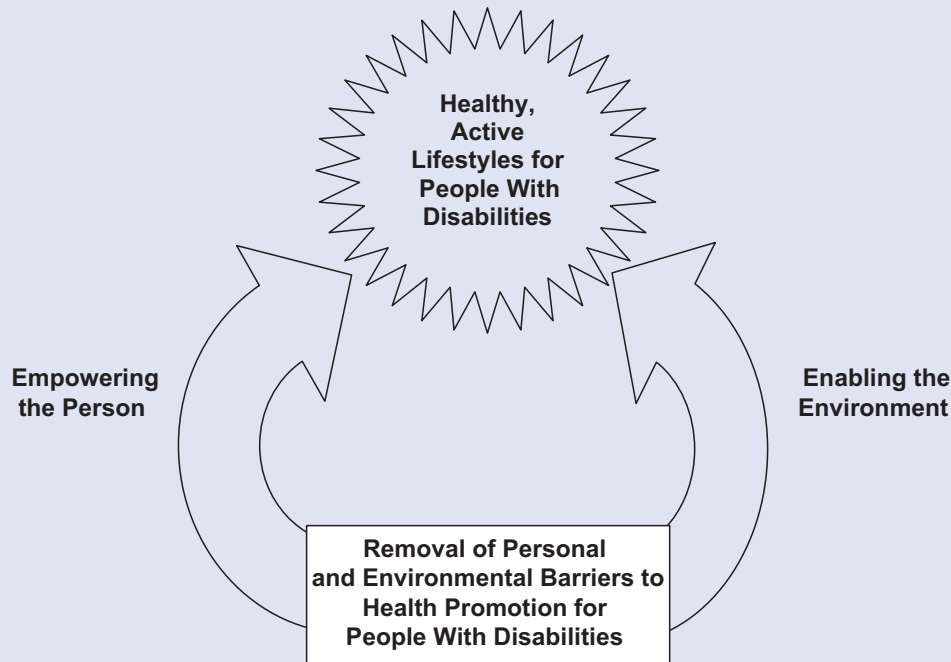 Healthy,
Active
Lifestyles for
People With
Disabilities
Empowering
the Person
Enabling the
Environment
Removal of Personal
and Environmental Barriers to
Health Promotion for
People With Disabilities